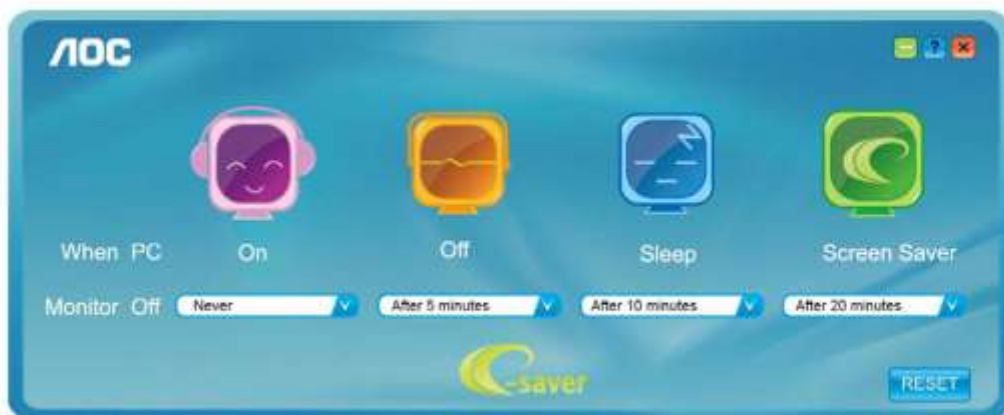 AOC
?
When PC On Off Sleep Screen Saver
Monitor Off Never After 5 minutes After 10 minutes After 20 minutes
e-saver
RESET